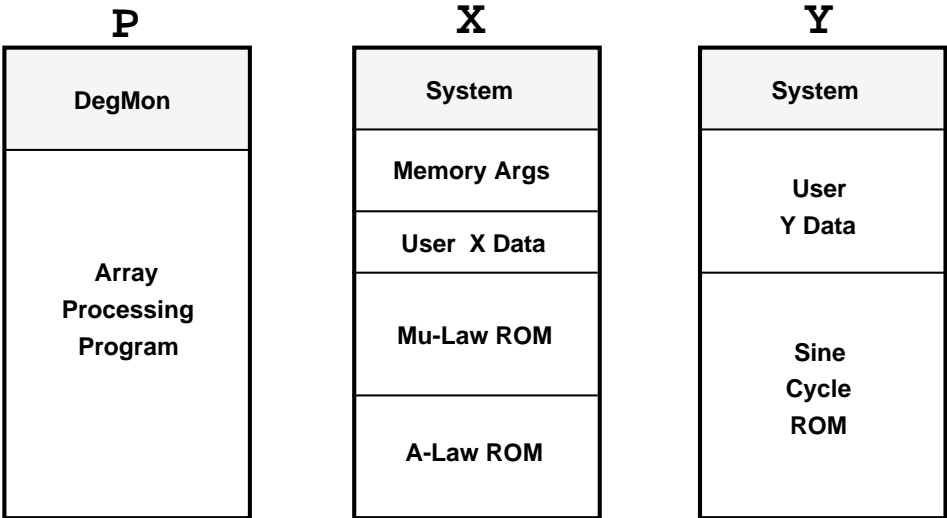 P
DegMon
Array
Processing
Program
X
System
Memory Args
User X Data
Mu-Law ROM
A-Law ROM
Y
System
User
Y Data
Sine
Cycle
ROM